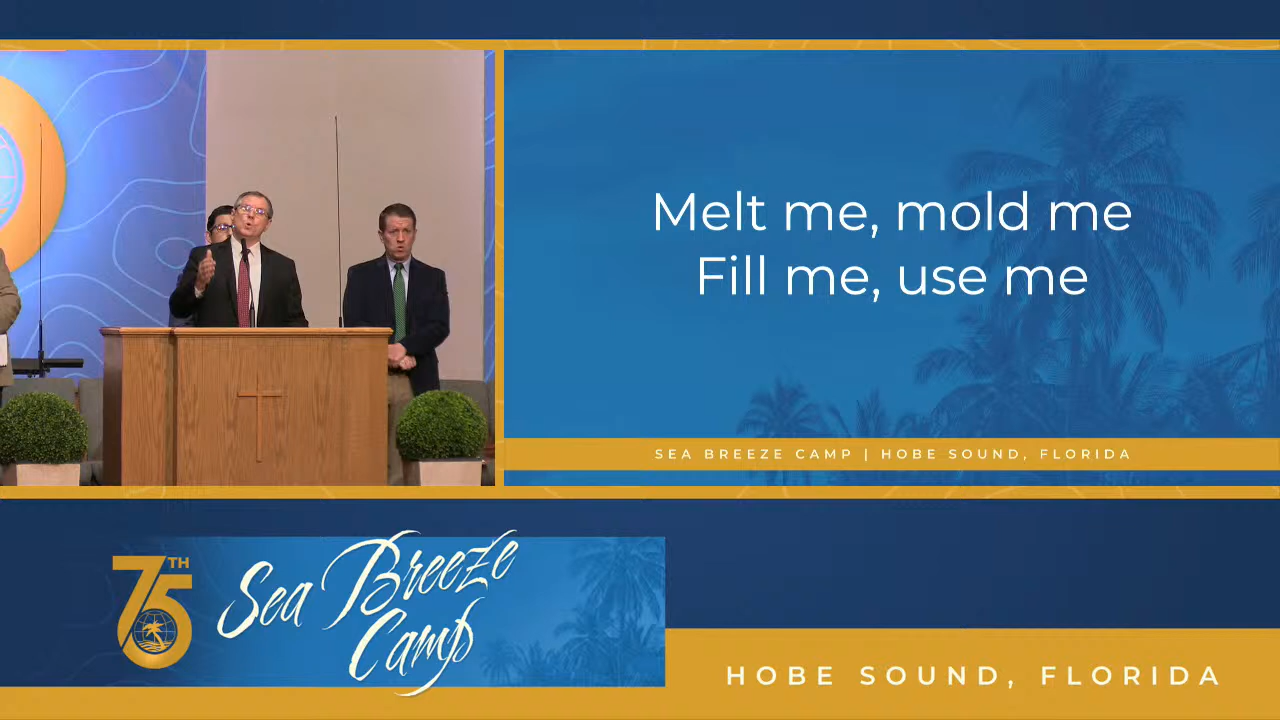 Melt me, mold me
Fill me, use me
SEA BREEZE CAMP | HOBE SOUND, FLORIDA
75TH
Sea Breeze
Camp
HOBE SOUND, FLORIDA